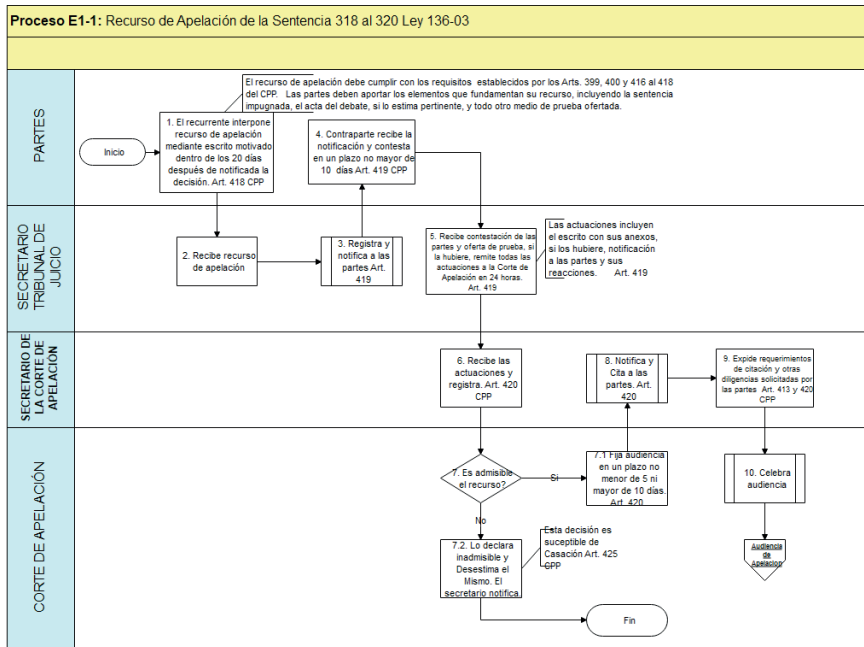 Proceso E1-1: Recurso de Apelación de la Sentencia 318 al 320 Ley 136-03
PARTES
El recurso de apelación debe cumplir con los requisitos establecidos por los Arts. 399, 400 y 416 al 418
del CPP. Las partes deben aportar los elementos que fundamentan su recurso, incluyendo la sentencia
impugnada, el acta del debate, si lo estima pertinente, y todo otro medio de prueba ofertada.
Inicio
1. El recurrente interpone
recurso de apelación
mediante escrito motivado
dentro de los 20 días
después de notificada la
decisión. Art. 418 CPP
4. Contraparte recibe la
notificación y contesta
en un plazo no mayor de
10 días Art. 419 CPP
SECRETARIO
TRIBUNAL DE
JUICIO
2. Recibe recurso
de apelación
3. Registra y
notifica a las
partes Art.
419
5. Recibe contestación de las
partes y oferta de prueba, si
la hubiere, remite todas las
actuaciones a la Corte de
Apelación en 24 horas.
Art. 419
Las actuaciones incluyen
el escrito con sus anexos,
si los hubiere, notificación
a las partes y sus
reacciones. Art. 419
SECRETARIO DE
LA CORTE DE
APELACIÓN
6. Recibe las
actuaciones y
registra. Art. 420
CPP
8. Notifica y
Cita a las
partes. Art.
420
9. Expide requerimientos
de citación y otras
diligencias solicitadas por
las partes Art. 413 y 420
CPP
CORTE DE APELACIÓN
7. Es admisible
el recurso?
Si
No
7.1 Fija audiencia
en un plazo no
menor de 5 ni
mayor de 10 días.
Art. 420
10. Celebra
audiencia
7.2. Lo declara
inadmisible y
Desestima el
Mismo. El
secretario notifica
Esta decisión es
suceptible de
Casación Art. 425
CPP
Audiencia
de
Apelacion
Fin